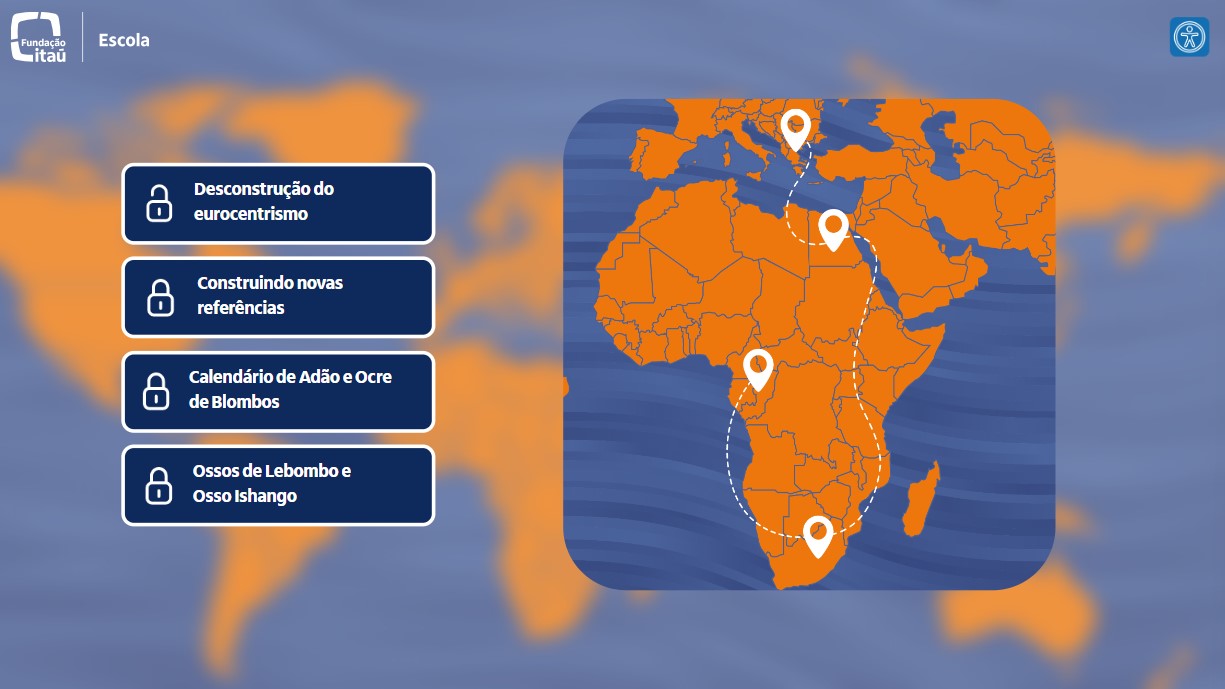 Fundação
itaú
Escola
Desconstrução do
eurocentrismo
Construindo novas
referências
Calendário de Adão e Ocre
de Blombos
Ossos de Lebombo e
Osso Ishango